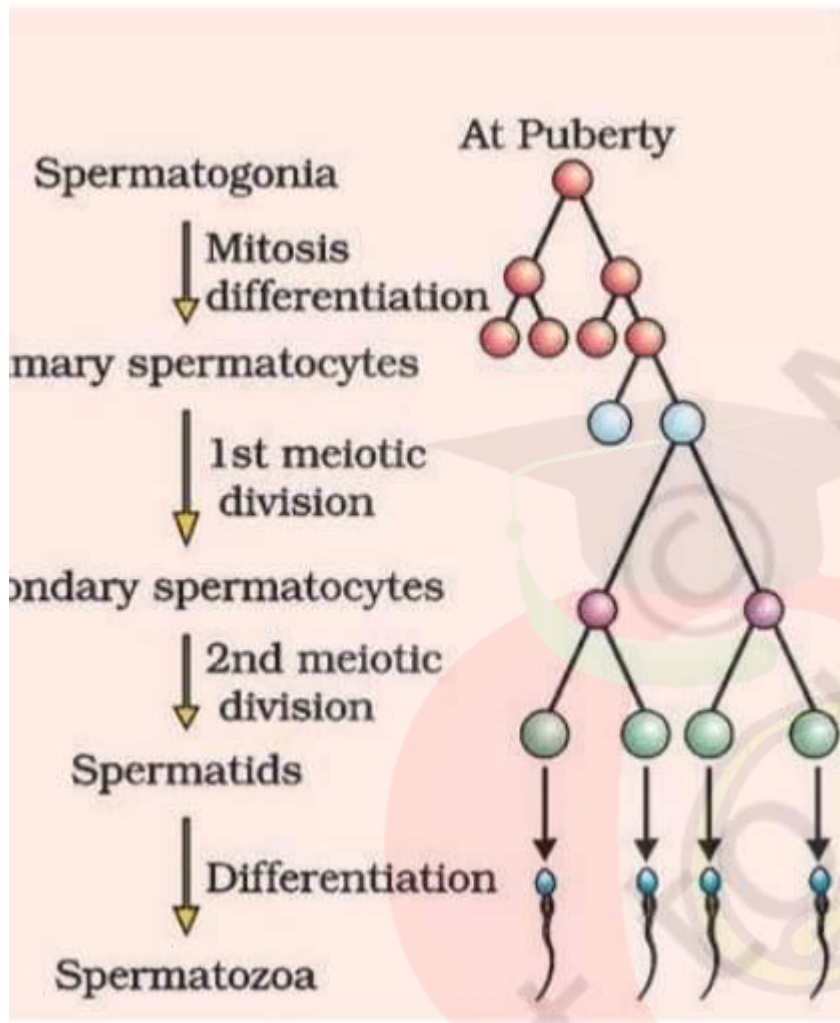 At Puberty
Spermatogonia
Mitosis
differentiation
mary spermatocytes
1st meiotic
division
ondary spermatocytes
2nd meiotic
division
Spermatids
Differentiation
Spermatozoa